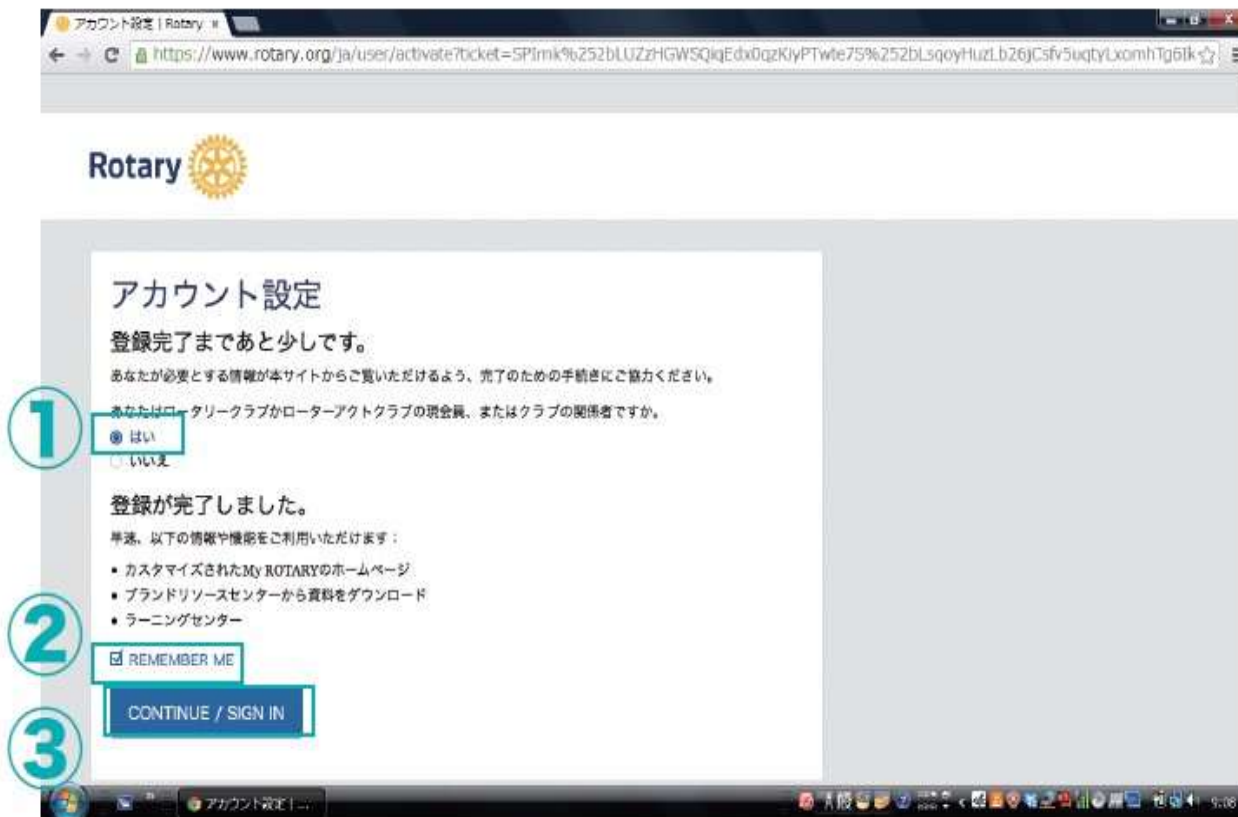 アカウント設定 | Rotary
https://www.rotary.org/ja/user/activate?ticket=
Rotary
アカウント設定
登録完了まであと少しです。
あなたが必要とする情報が本サイトからご覧いただけるよう、完了のための手続きにご協力ください。
あなたはロータリークラブかローターアクトクラブの現会員、またはクラブの関係者ですか。
①
はい
いいえ
登録が完了しました。
早速、以下の情報や機能をご利用いただけます：
• カスタマイズされたMy ROTARYのホームページ
• ブランドリソースセンターから資料をダウンロード
• ラーニングセンター
②
REMEMBER ME
CONTINUE / SIGN IN
③
アカウント設定 | ...
9:08